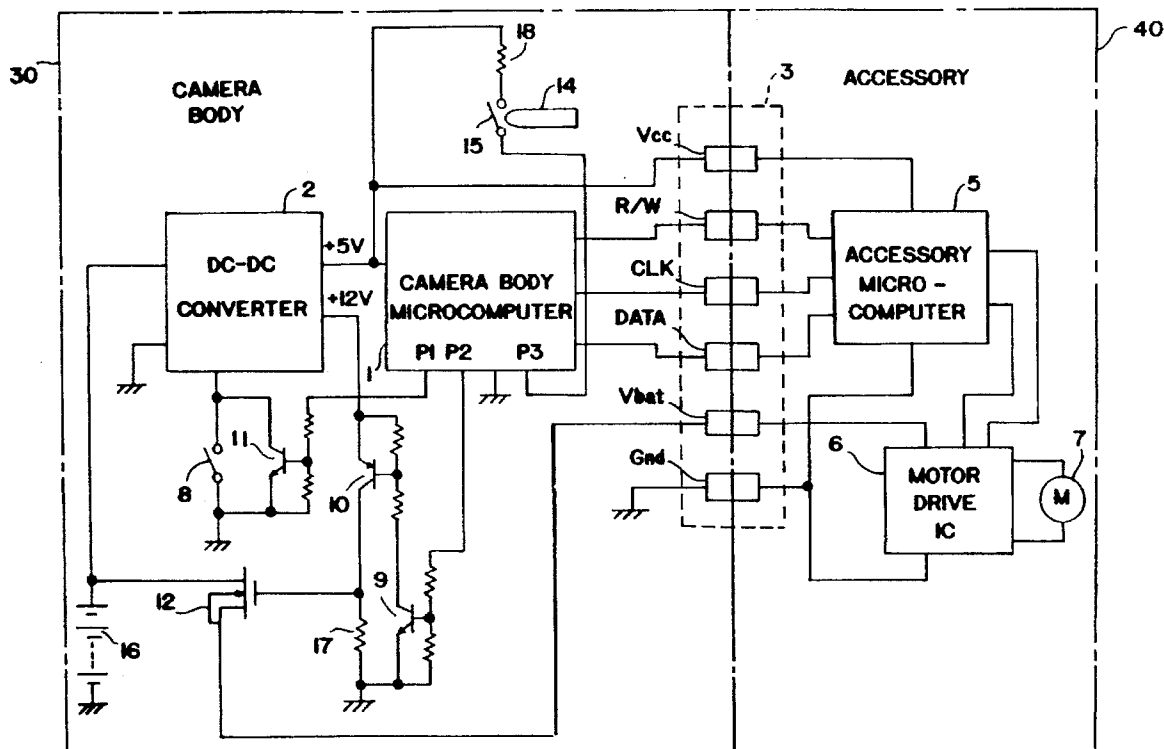 30
CAMERA
BODY
18
14
15
3
ACCESSORY
40
Vcc
R/W
CLK
DATA
Vbat
Gnd
2
DC-DC
CONVERTER
+5V
+12V
CAMERA BODY
MICROCOMPUTER
P1 P2 P3
1
5
ACCESSORY
MICRO-
COMPUTER
8
11
10
9
12
17
16
6
MOTOR
DRIVE
IC
7
M